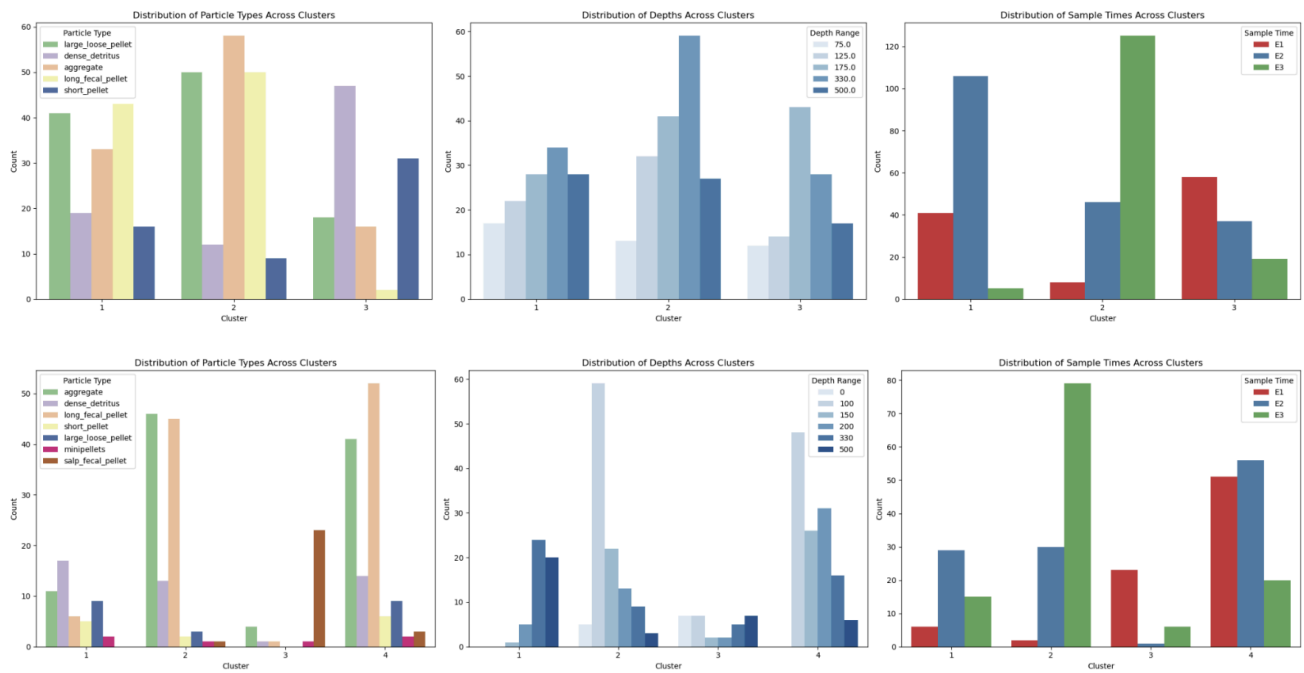 Distribution of Particle Types Across Clusters
Particle Type
large_loose_pellet
dense_detritus
aggregate
long_fecal_pellet
short_pellet
Count
60
50
40
30
20
10
0
1 2 3
Cluster
Distribution of Depths Across Clusters
Depth Range
75.0
125.0
175.0
330.0
500.0
Count
60
50
40
30
20
10
0
1 2 3
Cluster
Distribution of Sample Times Across Clusters
Sample Time
E1
E2
E3
Count
120
100
80
60
40
20
0
1 2 3
Cluster
Distribution of Particle Types Across Clusters
Particle Type
aggregate
dense_detritus
long_fecal_pellet
short_pellet
large_loose_pellet
minipellets
salp_fecal_pellet
Count
50
40
30
20
10
0
1 2 3 4
Cluster
Distribution of Depths Across Clusters
Depth Range
0
100
150
200
330
500
Count
60
50
40
30
20
10
0
1 2 3 4
Cluster
Distribution of Sample Times Across Clusters
Sample Time
E1
E2
E3
Count
80
70
60
50
40
30
20
10
0
1 2 3 4
Cluster